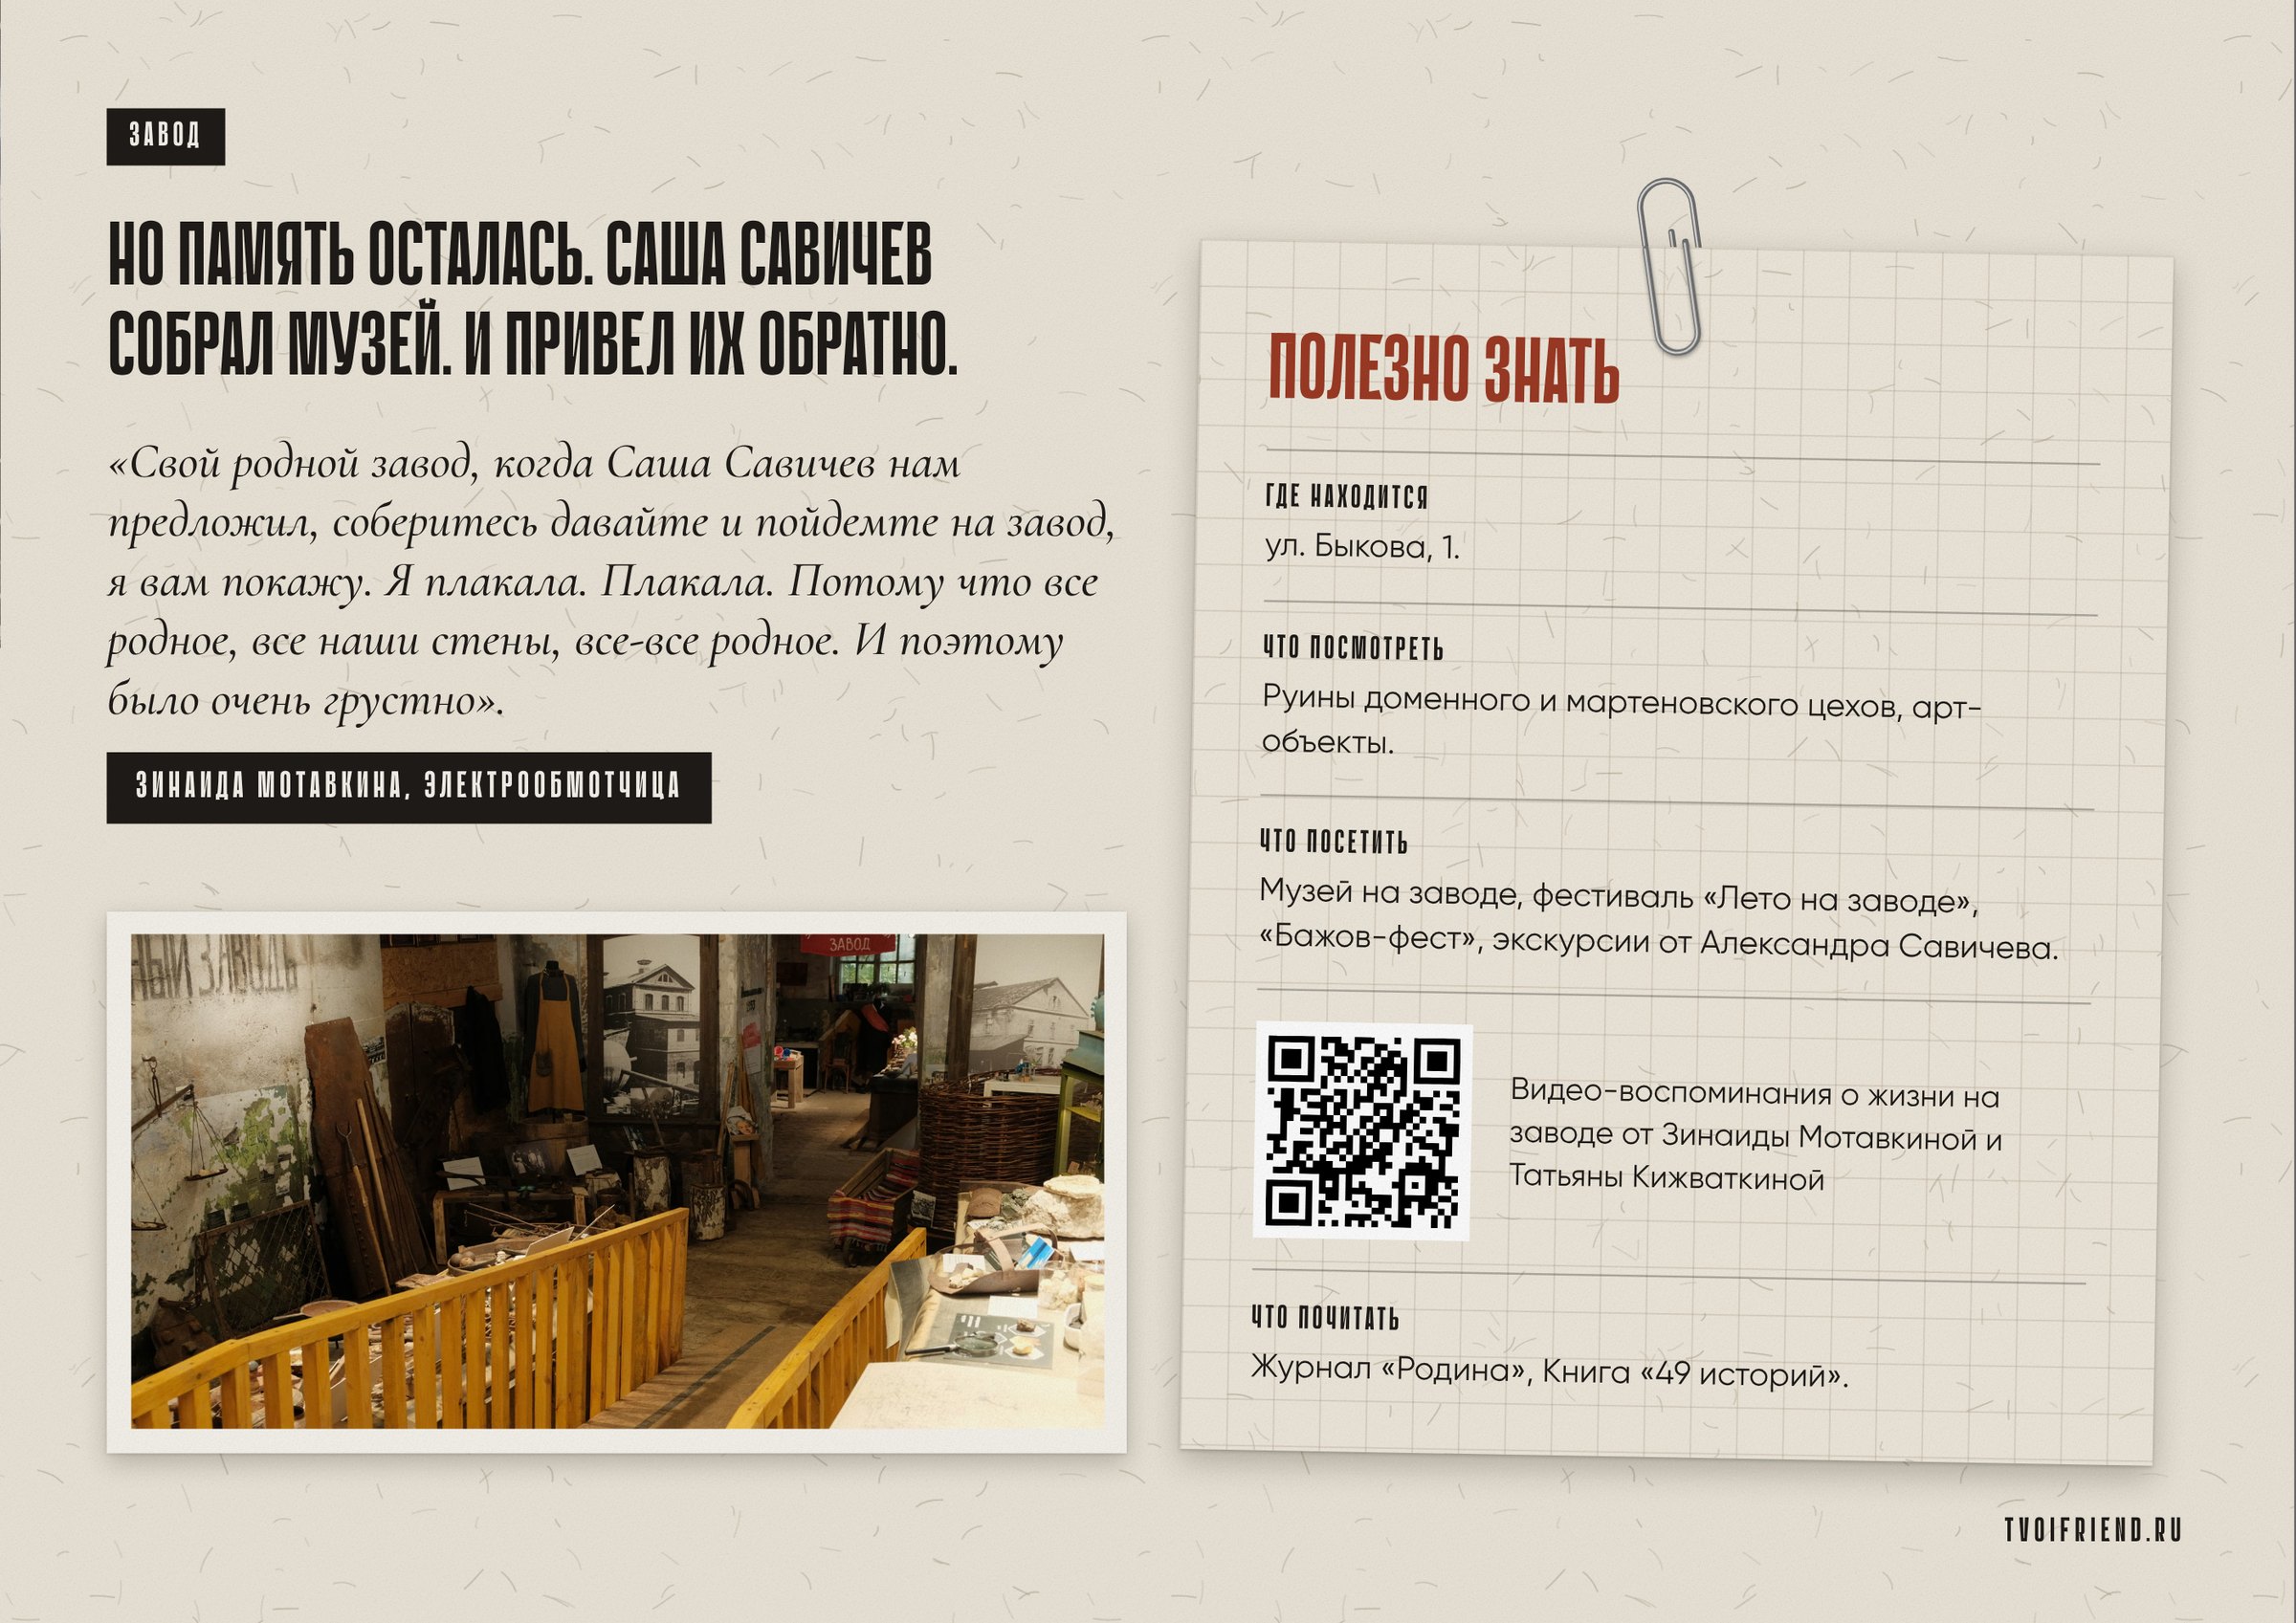 ЗАВОД
НО ПАМЯТЬ ОСТАЛАСЬ. САША САВИЧЕВ
СОБРАЛ МУЗЕЙ. И ПРИВЕЛ ИХ ОБРАТНО.
«Свой родной завод, когда Саша Савичев нам
предложил, соберитесь давайте и пойдемте на завод,
я вам покажу. Я плакала. Плакала. Потому что все
родное, все наши стены, все-все родное. И поэтому
было очень грустно».
ЗИНАИДА МОТАВКИНА, ЭЛЕКТРООБМОТЧИЦА
ЗАВОД
ЫЙ ЗАВОДЪ
ПОЛЕЗНО ЗНАТЬ
ГДЕ НАХОДИТСЯ
ул. Быкова, 1.
ЧТО ПОСМОТРЕТЬ
Руины доменного и мартеновского цехов, арт-
объекты.
ЧТО ПОСЕТИТЬ
Музей на заводе, фестиваль «Лето на заводе»,
«Бажов-фест», экскурсии от Александра Савичева.
Видео-воспоминания о жизни на
заводе от Зинаиды Мотавкиной и
Татьяны Кижваткиной
ЧТО ПОЧИТАТЬ
Журнал «Родина», Книга «49 историй».
TVOIFRIEND.RU